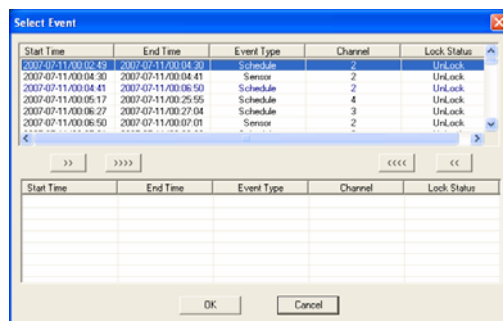 Select Event
Start Time End Time Event Type Channel Lock Status
2007-07-11/00:02:49 2007-07-11/00:04:30 Schedule 2 UnLock
2007-07-11/00:04:30 2007-07-11/00:04:41 Sensor 2 UnLock
2007-07-11/00:04:41 2007-07-11/00:06:50 Schedule 2 UnLock
2007-07-11/00:05:17 2007-07-11/00:25:55 Schedule 4 UnLock
2007-07-11/00:06:27 2007-07-11/00:27:04 Schedule 3 UnLock
2007-07-11/00:06:50 2007-07-11/00:07:01 Sensor 2 UnLock
>> >>>> <<<< <<
Start Time End Time Event Type Channel Lock Status
OK Cancel